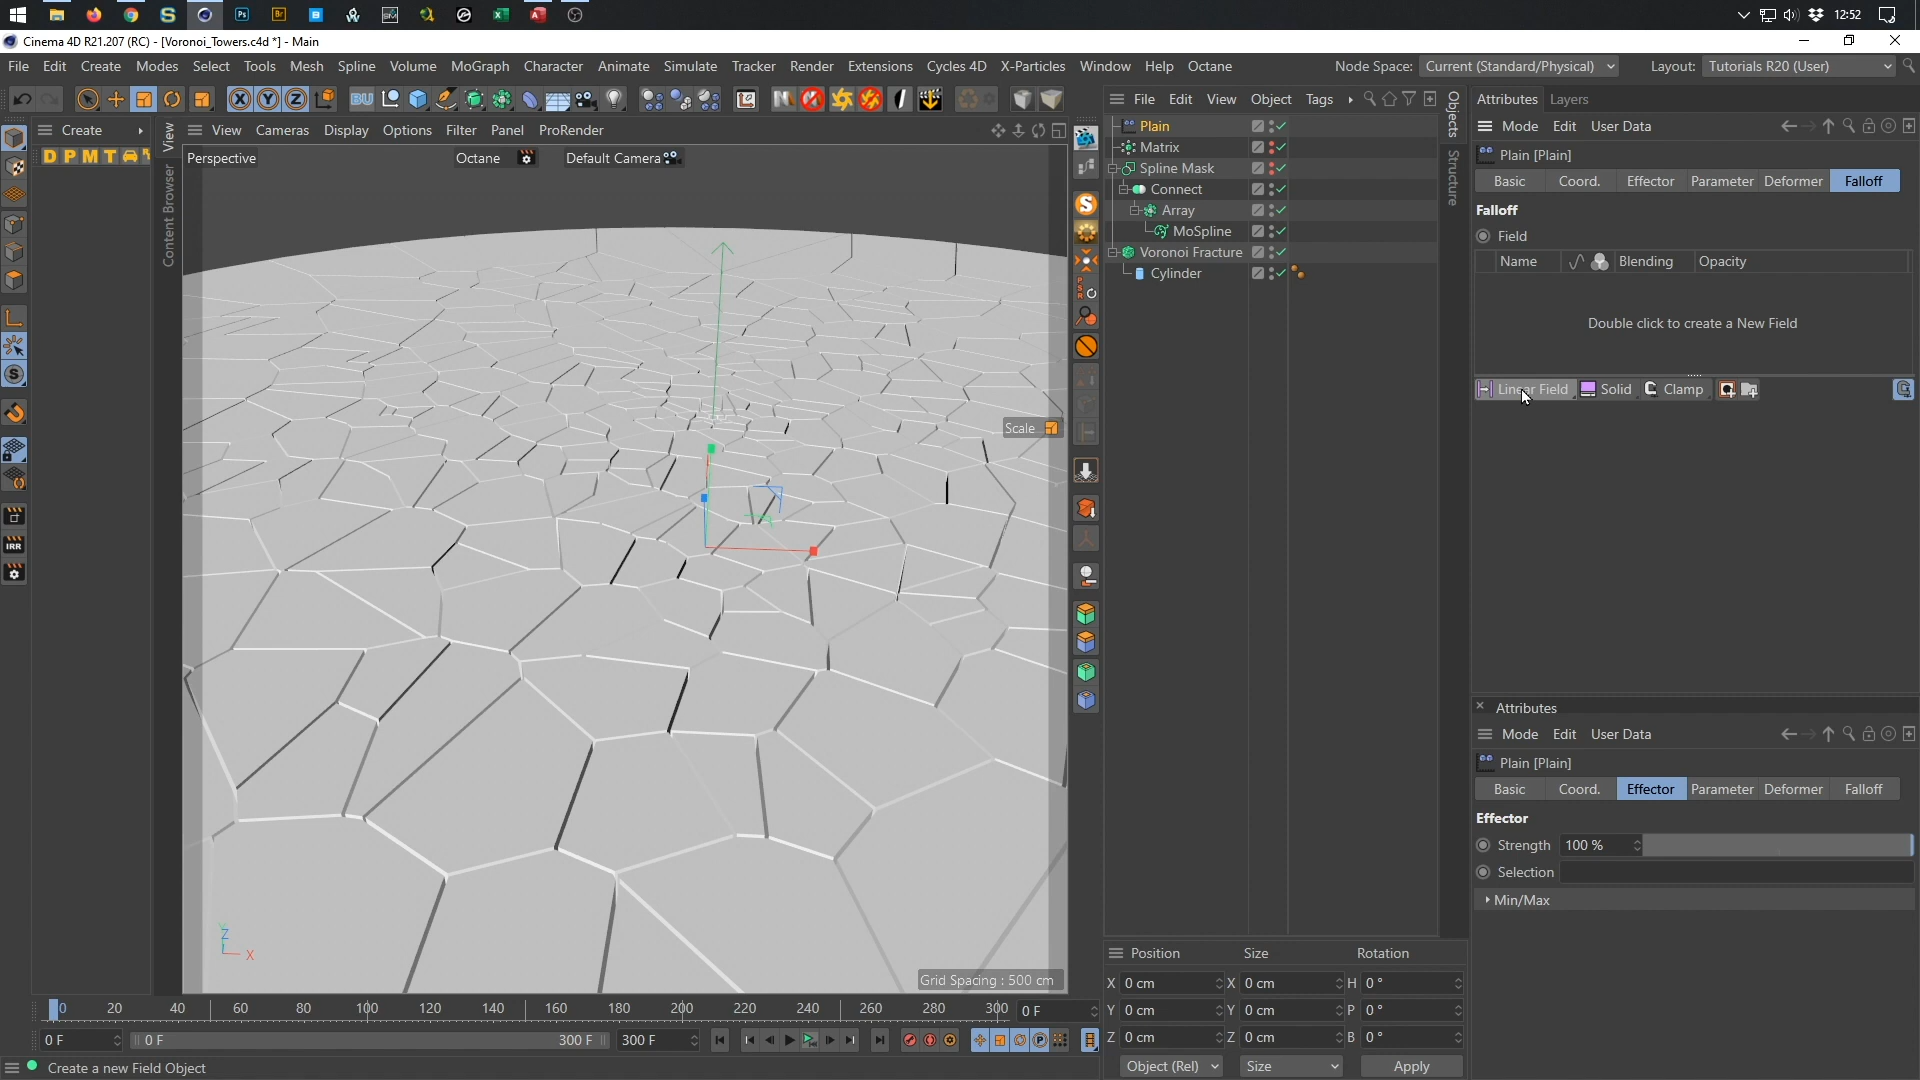 12:52
Cinema 4D R21.207 (RC) - [Voronoi_Towers.c4d *] - Main
File Edit Create Modes Select Tools Mesh Spline Volume MoGraph Character Animate Simulate Tracker Render Extensions Cycles 4D X-Particles Window Help Octane Node Space: Current (Standard/Physical) Layout: Tutorials R20 (User)
File Edit View Object Tags Attributes Layers
Create View Cameras Display Options Filter Panel ProRender
Mode Edit User Data
Perspective Octane Default Camera
Plain
Matrix
Spline Mask
Connect
Array
MoSpline
Voronoi Fracture
Cylinder
View
Content Browser
Objects
Structure
Plain [Plain]
Basic Coord. Effector Parameter Deformer Falloff
Falloff
Field
Name Blending Opacity
Double click to create a New Field
Linear Field Solid Clamp
Scale
Attributes
Mode Edit User Data
Plain [Plain]
Basic Coord. Effector Parameter Deformer Falloff
Effector
Strength 100 %
Selection
Min/Max
Z
X
Grid Spacing : 500 cm
Position Size Rotation
X 0 cm X 0 cm H 0 °
Y 0 cm Y 0 cm P 0 °
Z 0 cm Z 0 cm B 0 °
Object (Rel) Size Apply
0 20 40 60 80 100 120 140 160 180 200 220 240 260 280 300 0 F
0 F 0 F 300 F 300 F
Create a new Field Object